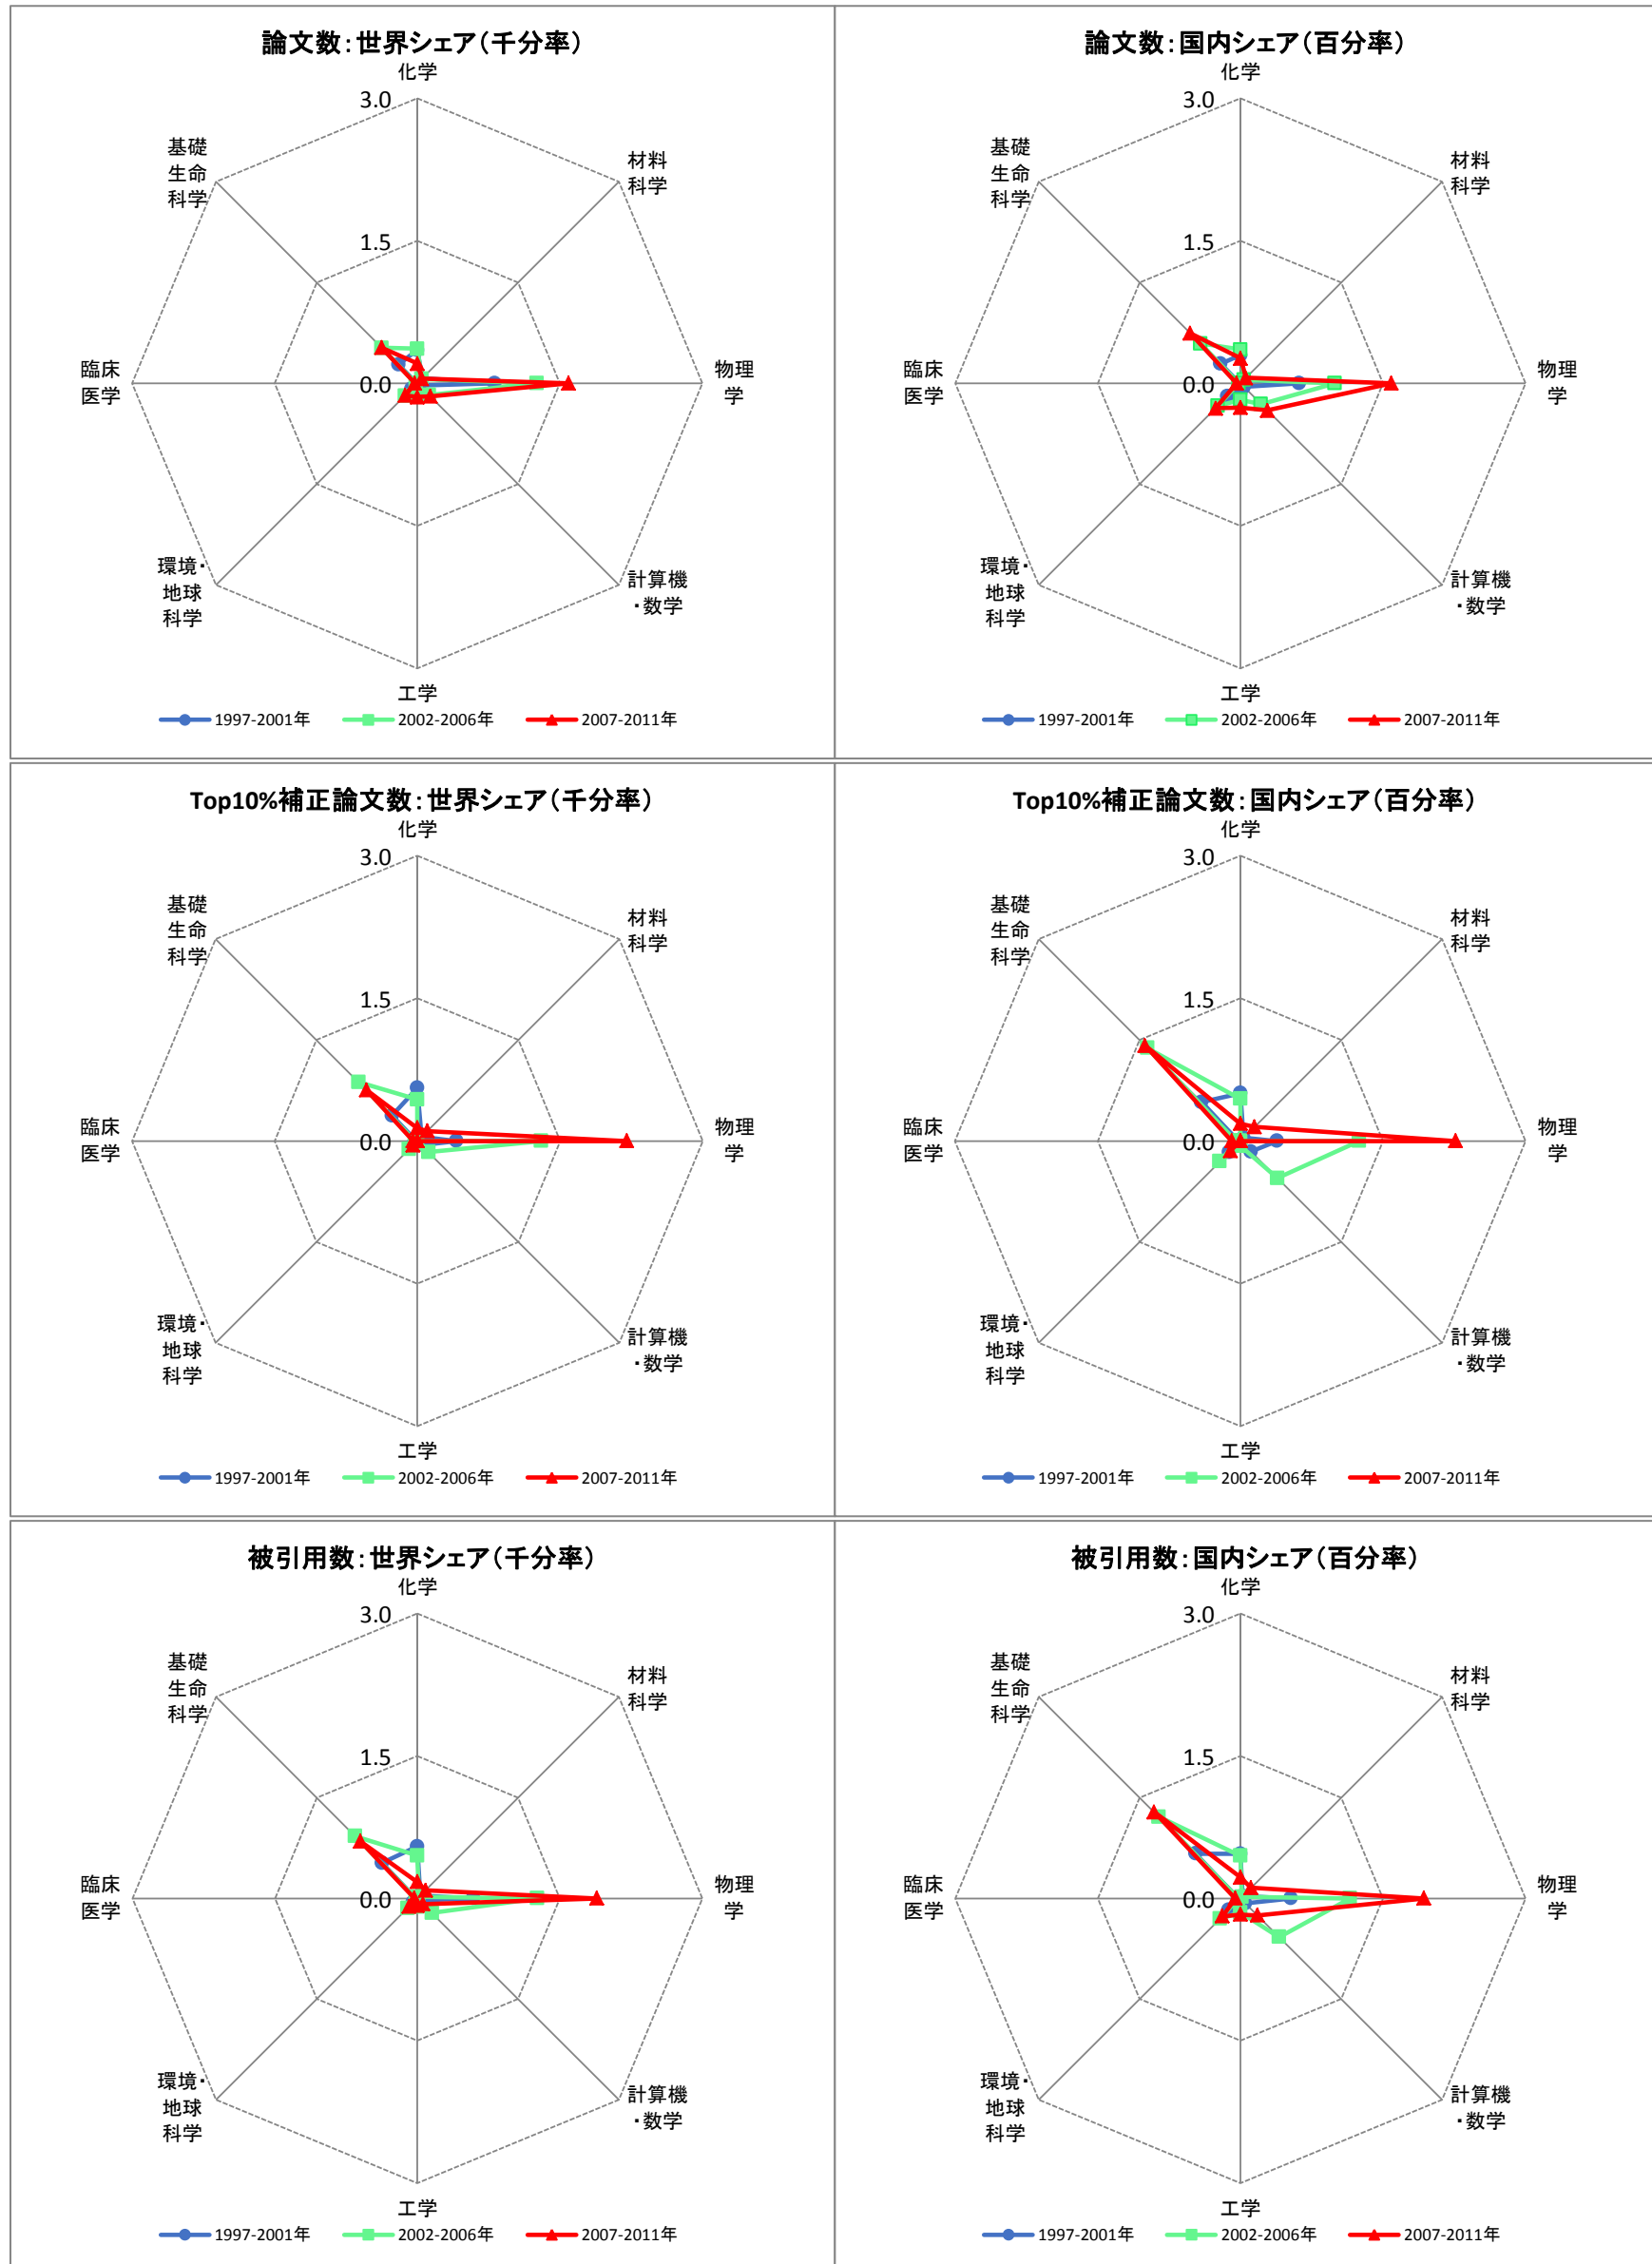 論文数：世界シェア（千分率）
化学
3.0
基礎
生命
科学
材料
科学
1.5
臨床
医学
0.0
物理
学
環境・
地球
科学
計算機
・数学
工学
1997-2001年 2002-2006年 2007-2011年
論文数：国内シェア（百分率）
化学
3.0
基礎
生命
科学
材料
科学
1.5
臨床
医学
0.0
物理
学
環境・
地球
科学
計算機
・数学
工学
1997-2001年 2002-2006年 2007-2011年
Top10%補正論文数：世界シェア（千分率）
化学
3.0
基礎
生命
科学
材料
科学
1.5
臨床
医学
0.0
物理
学
環境・
地球
科学
計算機
・数学
工学
1997-2001年 2002-2006年 2007-2011年
Top10%補正論文数：国内シェア（百分率）
化学
3.0
基礎
生命
科学
材料
科学
1.5
臨床
医学
0.0
物理
学
環境・
地球
科学
計算機
・数学
工学
1997-2001年 2002-2006年 2007-2011年
被引用数：世界シェア（千分率）
化学
3.0
基礎
生命
科学
材料
科学
1.5
臨床
医学
0.0
物理
学
環境・
地球
科学
計算機
・数学
工学
1997-2001年 2002-2006年 2007-2011年
被引用数：国内シェア（百分率）
化学
3.0
基礎
生命
科学
材料
科学
1.5
臨床
医学
0.0
物理
学
環境・
地球
科学
計算機
・数学
工学
1997-2001年 2002-2006年 2007-2011年